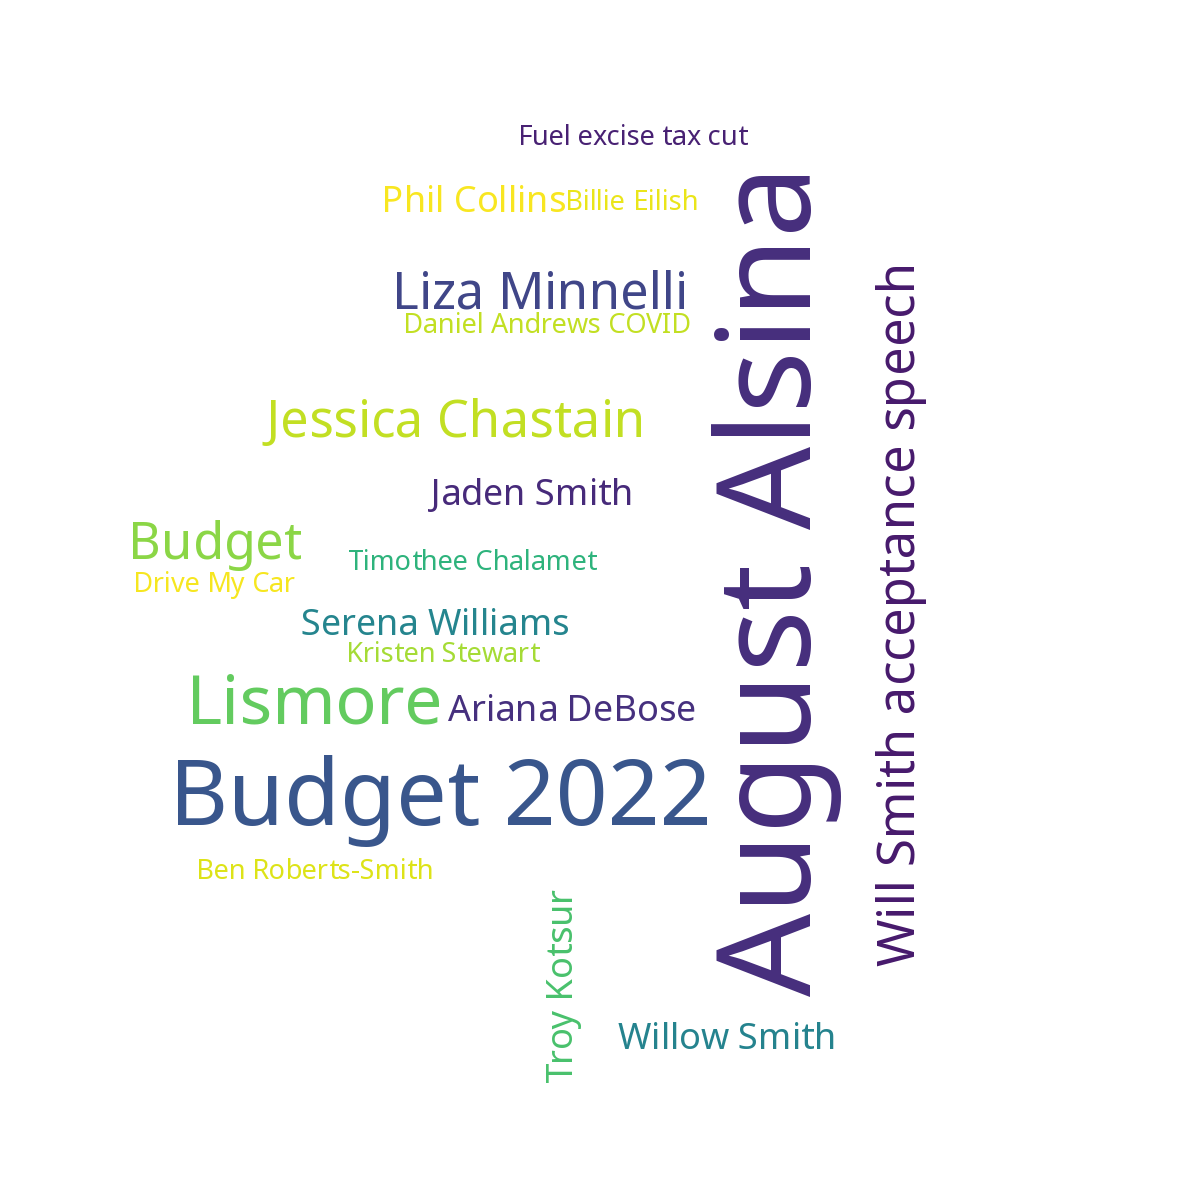 Fuel excise tax cut
Phil Collins
Billie Eilish
Liza Minnelli
Daniel Andrews COVID
Jessica Chastain
Jaden Smith
Budget
Timothee Chalamet
Drive My Car
Serena Williams
Kristen Stewart
Lismore
Ariana DeBose
Budget 2022
Ben Roberts-Smith
Troy Kotsur
Willow Smith
August Alsina
Will Smith acceptance speech